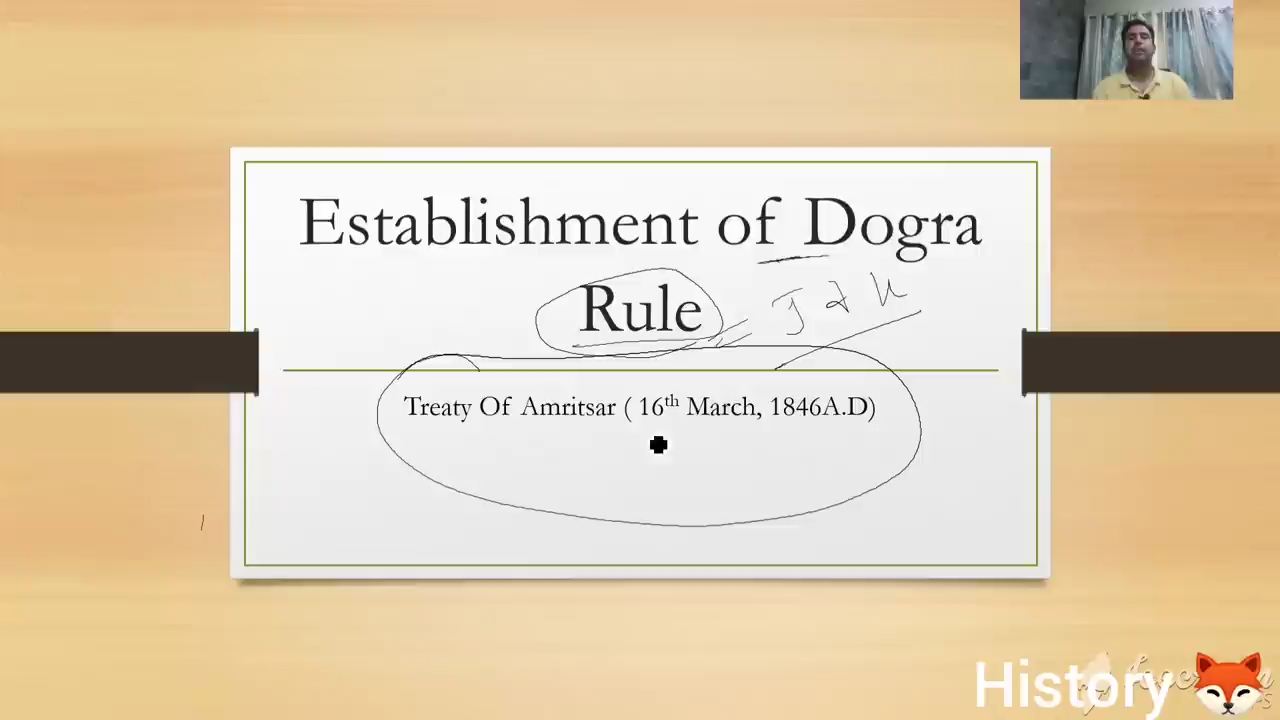 Establishment of Dogra
Rule
J & K
Treaty Of Amritsar ( 16th March, 1846A.D)
History